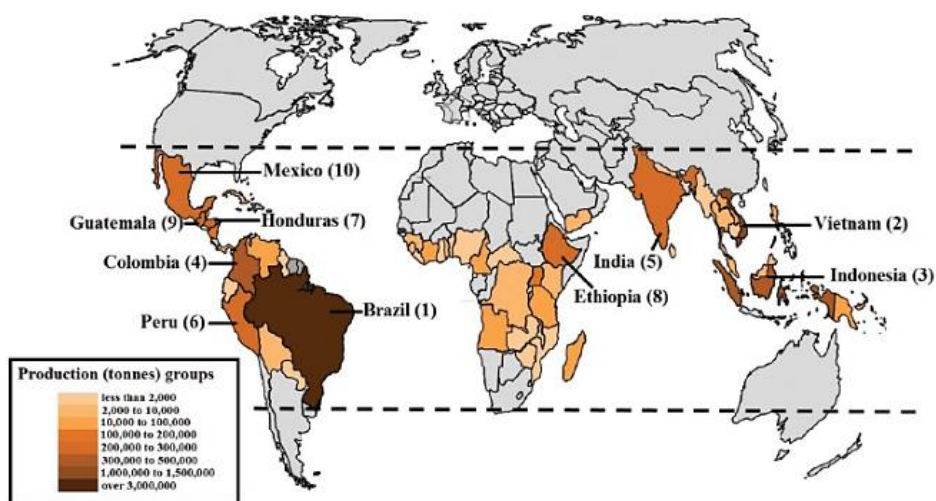 Mexico (10)
Guatemala (9)
Honduras (7)
Vietnam (2)
Colombia (4)
India (5)
Indonesia (3)
Ethiopia (8)
Brazil (1)
Peru (6)
Production (tonnes) groups
less than 2,000
2,000 to 10,000
10,000 to 100,000
100,000 to 200,000
200,000 to 300,000
300,000 to 500,000
1,000,000 to 1,500,000
over 3,000,000